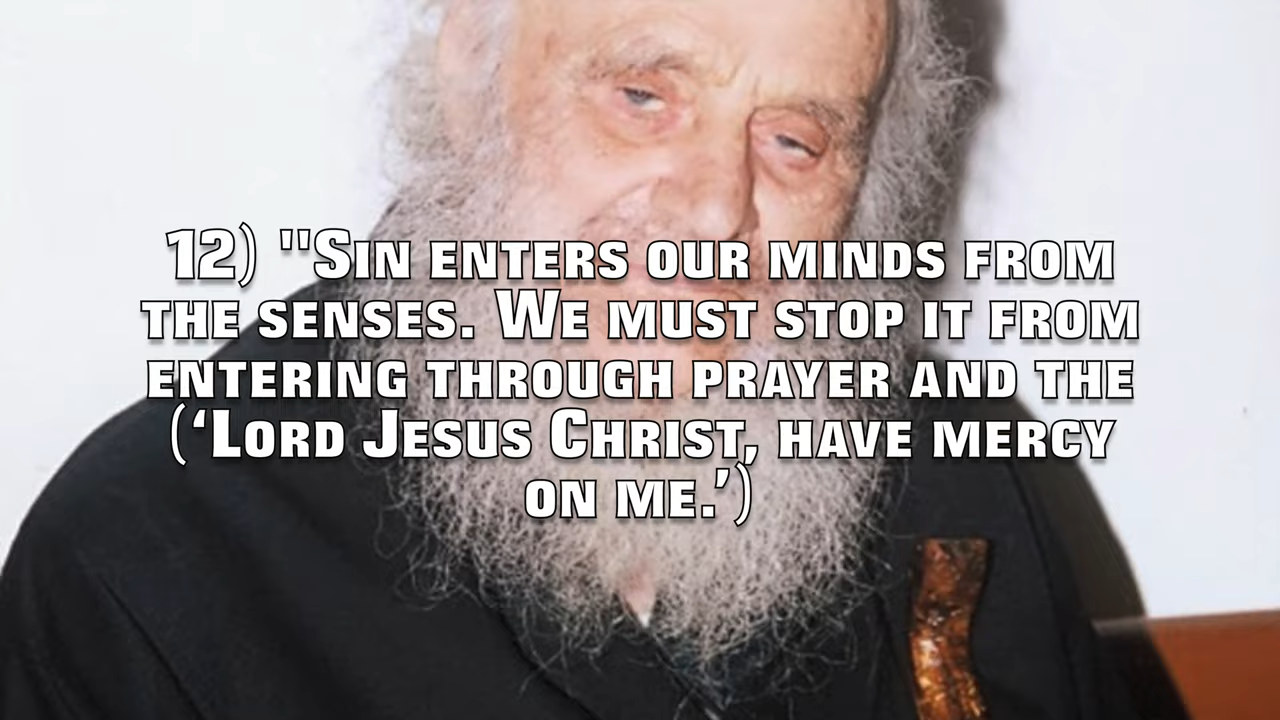 12) "Sin enters our minds from
the senses. We must stop it from
entering through prayer and the
(‘Lord Jesus Christ, have mercy
on me.’)